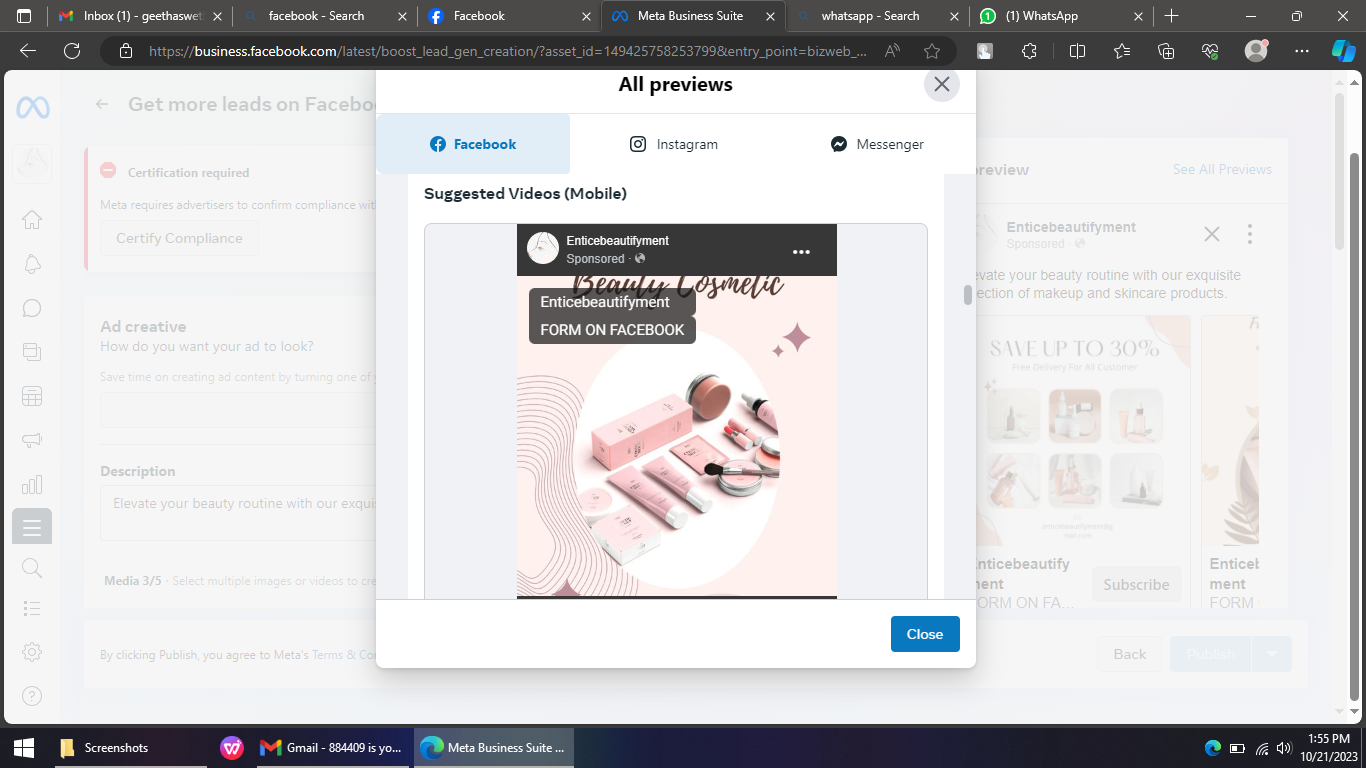 Inbox (1) - geethaswet
facebook - Search
Facebook
Meta Business Suite
whatsapp - Search
(1) WhatsApp
https://business.facebook.com/latest/boost_lead_gen_creation/?asset_id=149425758253799&entry_point=bizweb_...
Get more leads on Facebo
All previews
Facebook
Instagram
Messenger
Certification required
Meta requires advertisers to confirm compliance wit
Certify Compliance
Ad creative
How do you want your ad to look?
Save time on creating ad content by turning one of
Description
Elevate your beauty routine with our exquis
Media 3/5 · Select multiple images or videos to cre
By clicking Publish, you agree to Meta's Terms & Co
Suggested Videos (Mobile)
Enticebeautifyment
Sponsored ·
Beauty Cosmetic
Enticebeautifyment
FORM ON FACEBOOK
Close
preview
See All Previews
Enticebeautifyment
Sponsored ·
evate your beauty routine with our exquisite
ection of makeup and skincare products.
SAVE UP TO 30%
Free Delivery For All Customer
nticebeautify
ment
ORM ON FA...
Subscribe
Enticeb
ment
FORM
Back
Publish
Screenshots
Gmail - 884409 is yo...
Meta Business Suite ...
1:55 PM
10/21/2023